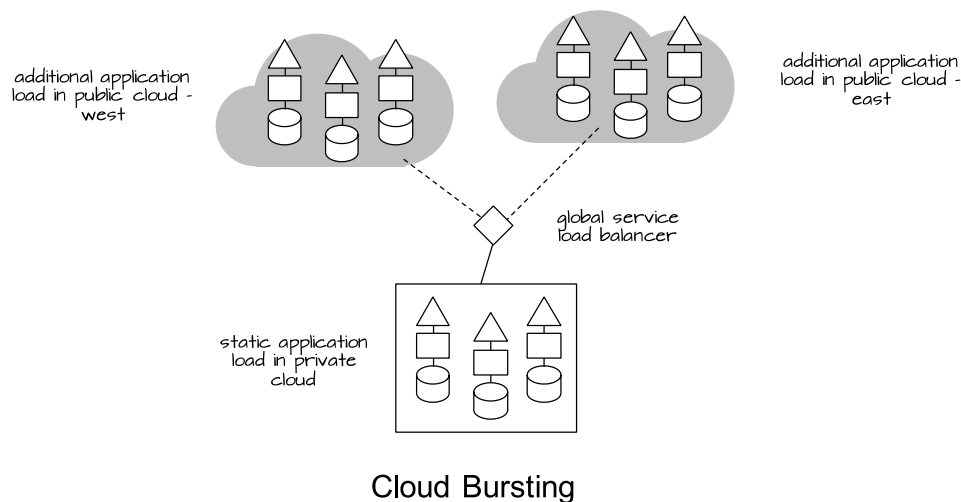 additional application
load in public cloud -
west
additional application
load in public cloud -
east
global service
load balancer
static application
load in private
cloud
Cloud Bursting